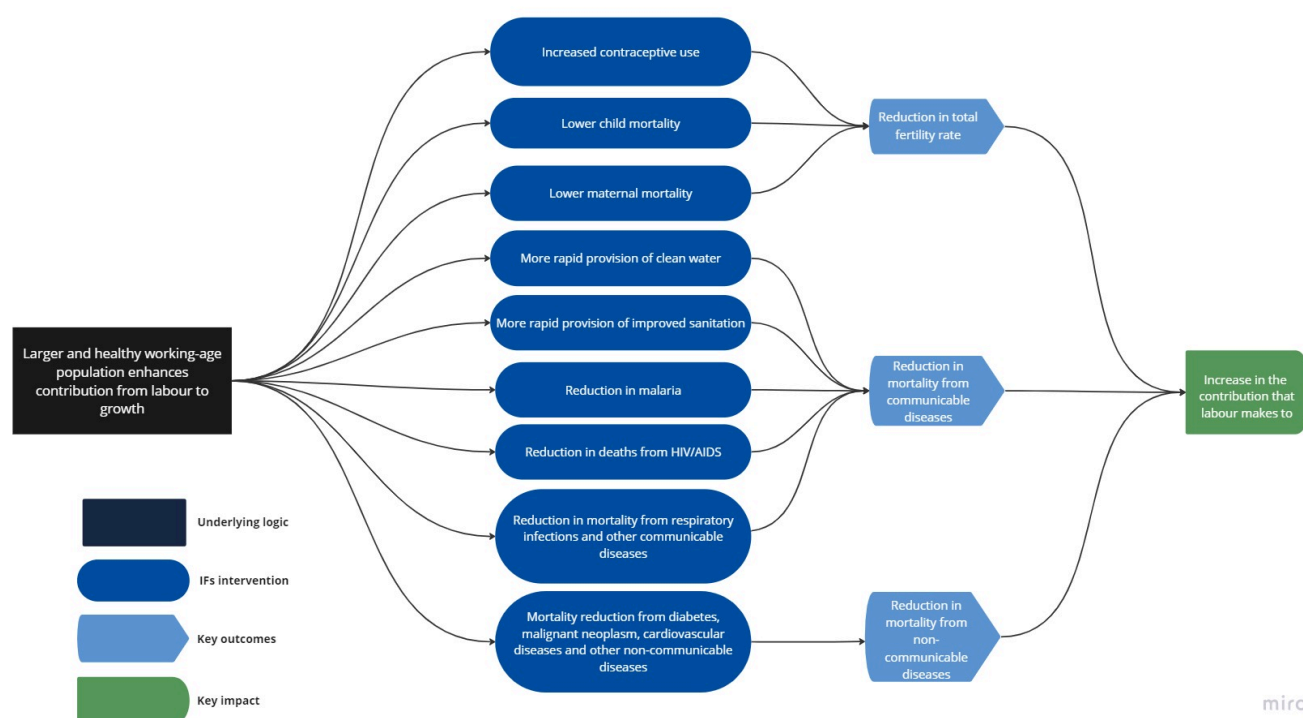 Increased contraceptive use
Lower child mortality
Lower maternal mortality
More rapid provision of clean water
More rapid provision of improved sanitation
Reduction in malaria
Reduction in deaths from HIV/AIDS
Reduction in mortality from respiratory
infections and other communicable
diseases
Mortality reduction from diabetes,
malignant neoplasm, cardiovascular
diseases and other non-communicable
diseases
Larger and healthy working-age
population enhances
contribution from labour to
growth
Reduction in total
fertility rate
Reduction in
mortality from
communicable
diseases
Reduction in
mortality from
non-
communicable
diseases
Increase in the
contribution that
labour makes to
Underlying logic
IFs intervention
Key outcomes
Key impact
miro